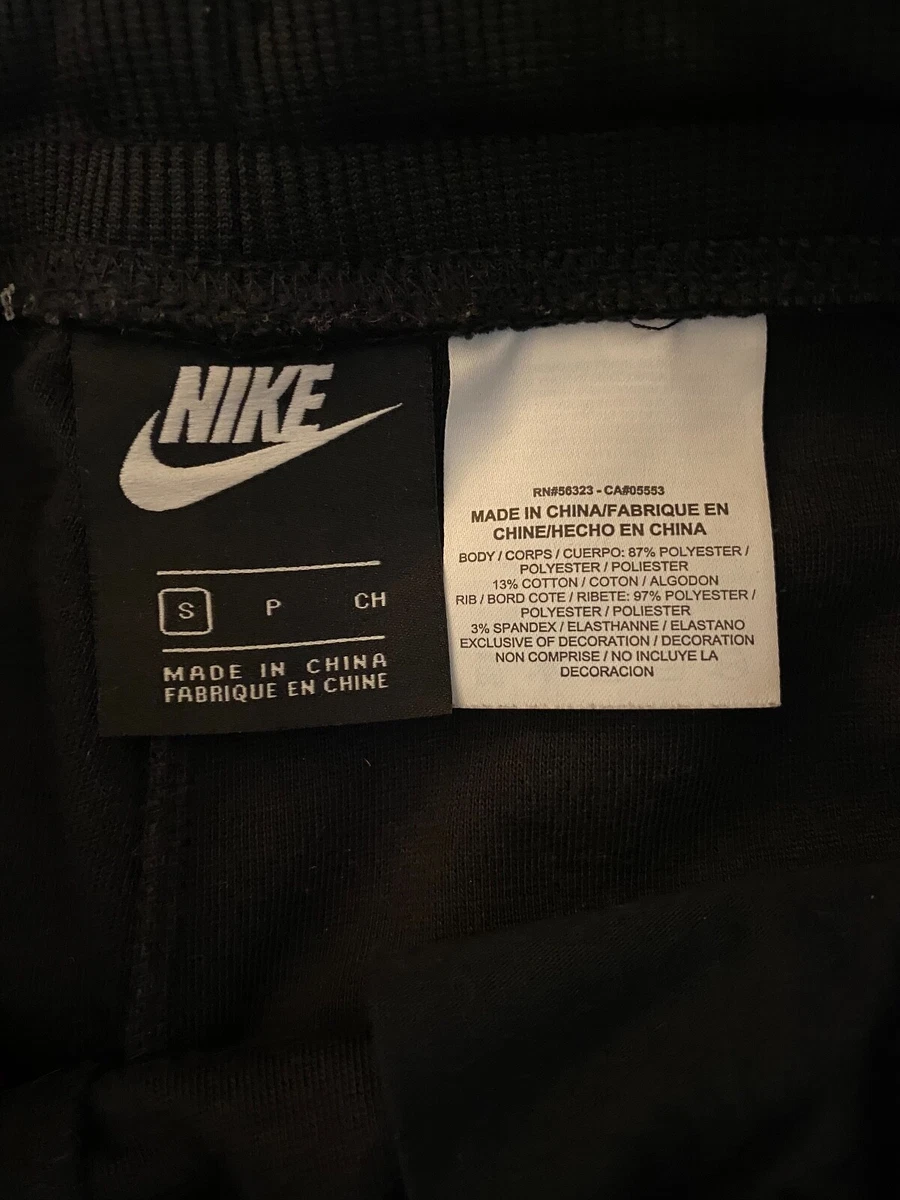 NIKE
S P CH
MADE IN CHINA
FABRIQUE EN CHINE
RN#56323 - CA#05553
MADE IN CHINA/FABRIQUE EN
CHINE/HECHO EN CHINA
BODY / CORPS / CUERPO: 87% POLYESTER /
POLYESTER / POLIESTER
13% COTTON / COTON / ALGODON
RIB / BORD COTE / RIBETE: 97% POLYESTER /
POLYESTER / POLIESTER
3% SPANDEX / ELASTHANNE / ELASTANO
EXCLUSIVE OF DECORATION / DECORATION
NON COMPRISE / NO INCLUYE LA
DECORACION